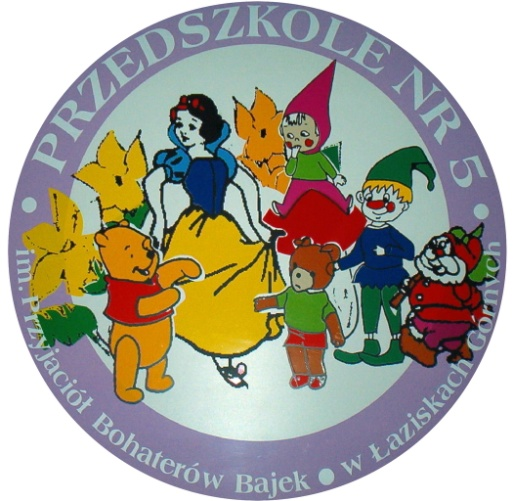 PRZEDSZKOLE NR 5
im. Przyjaciół Bohaterów Bajek • w Łaziskach Górnych